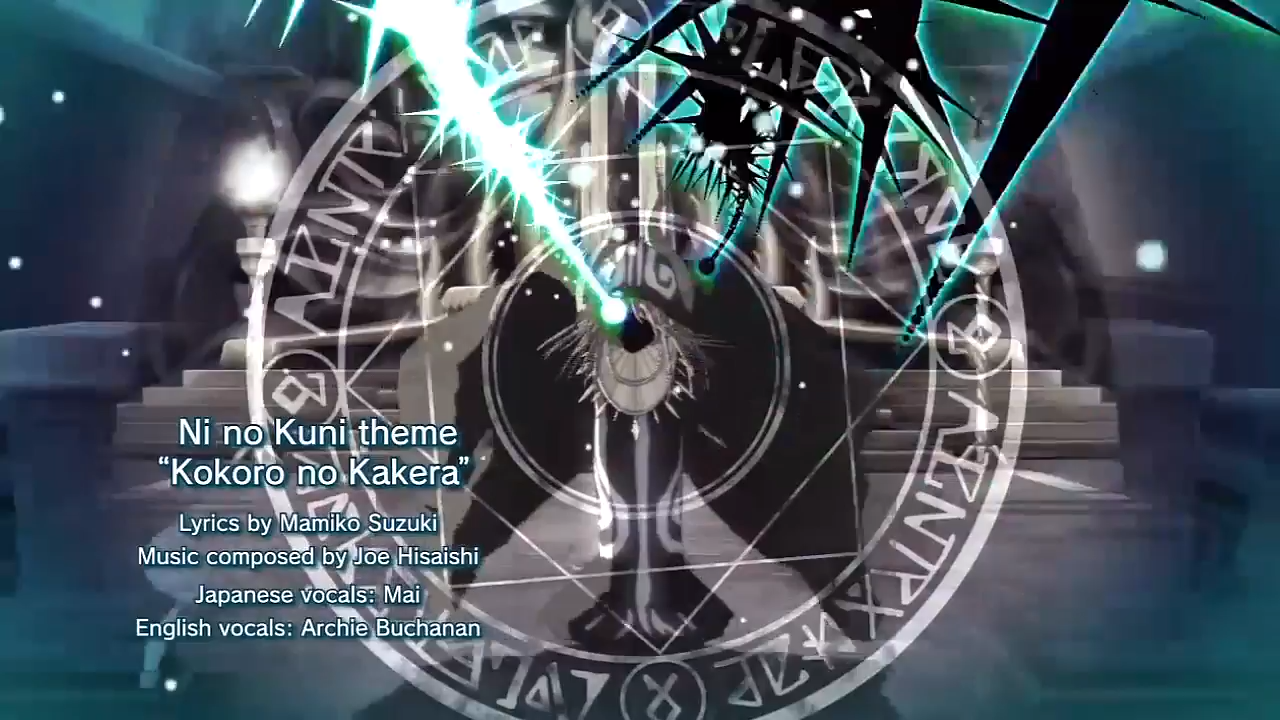 Ni no Kuni theme
“Kokoro no Kakera”
Lyrics by Mamiko Suzuki
Music composed by Joe Hisaishi
Japanese vocals: Mai
English vocals: Archie Buchanan